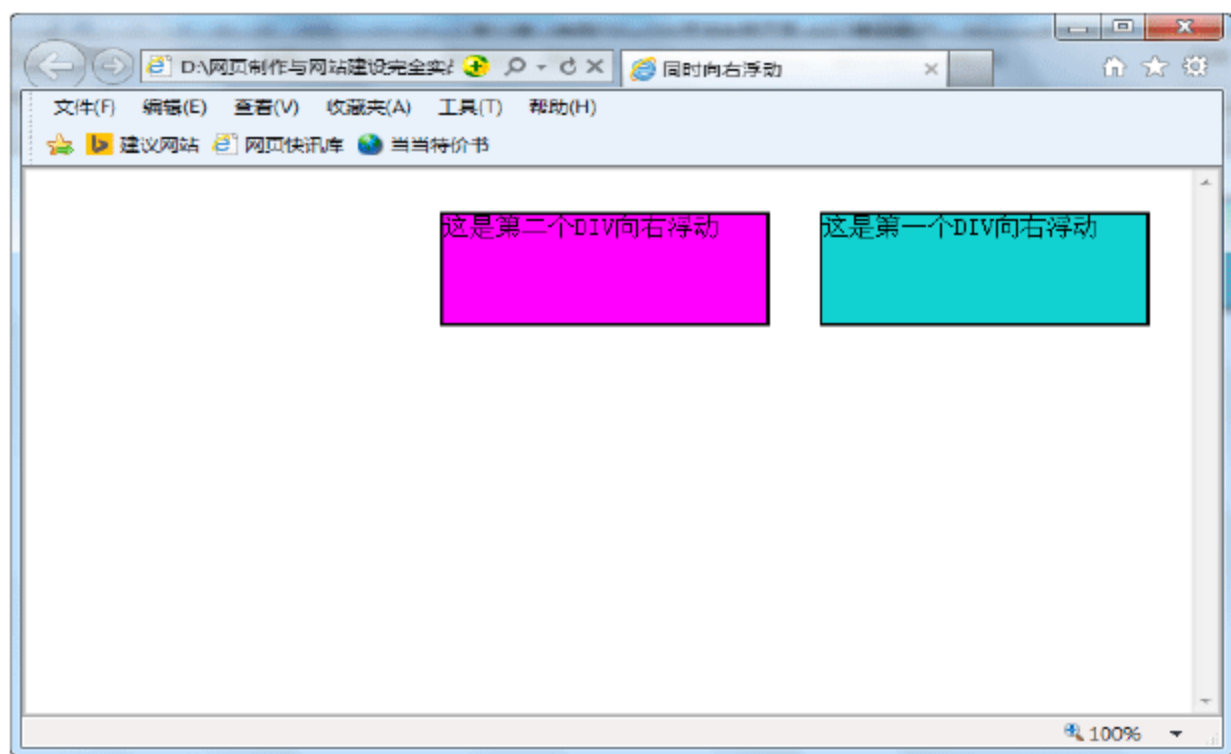 D:\网页制作与网站建设完全实战
同时向右浮动
文件(F) 编辑(E) 查看(V) 收藏夹(A) 工具(T) 帮助(H)
建议网站 网页快讯库 当当特价书
这是第二个DIV向右浮动 这是第一个DIV向右浮动
100%